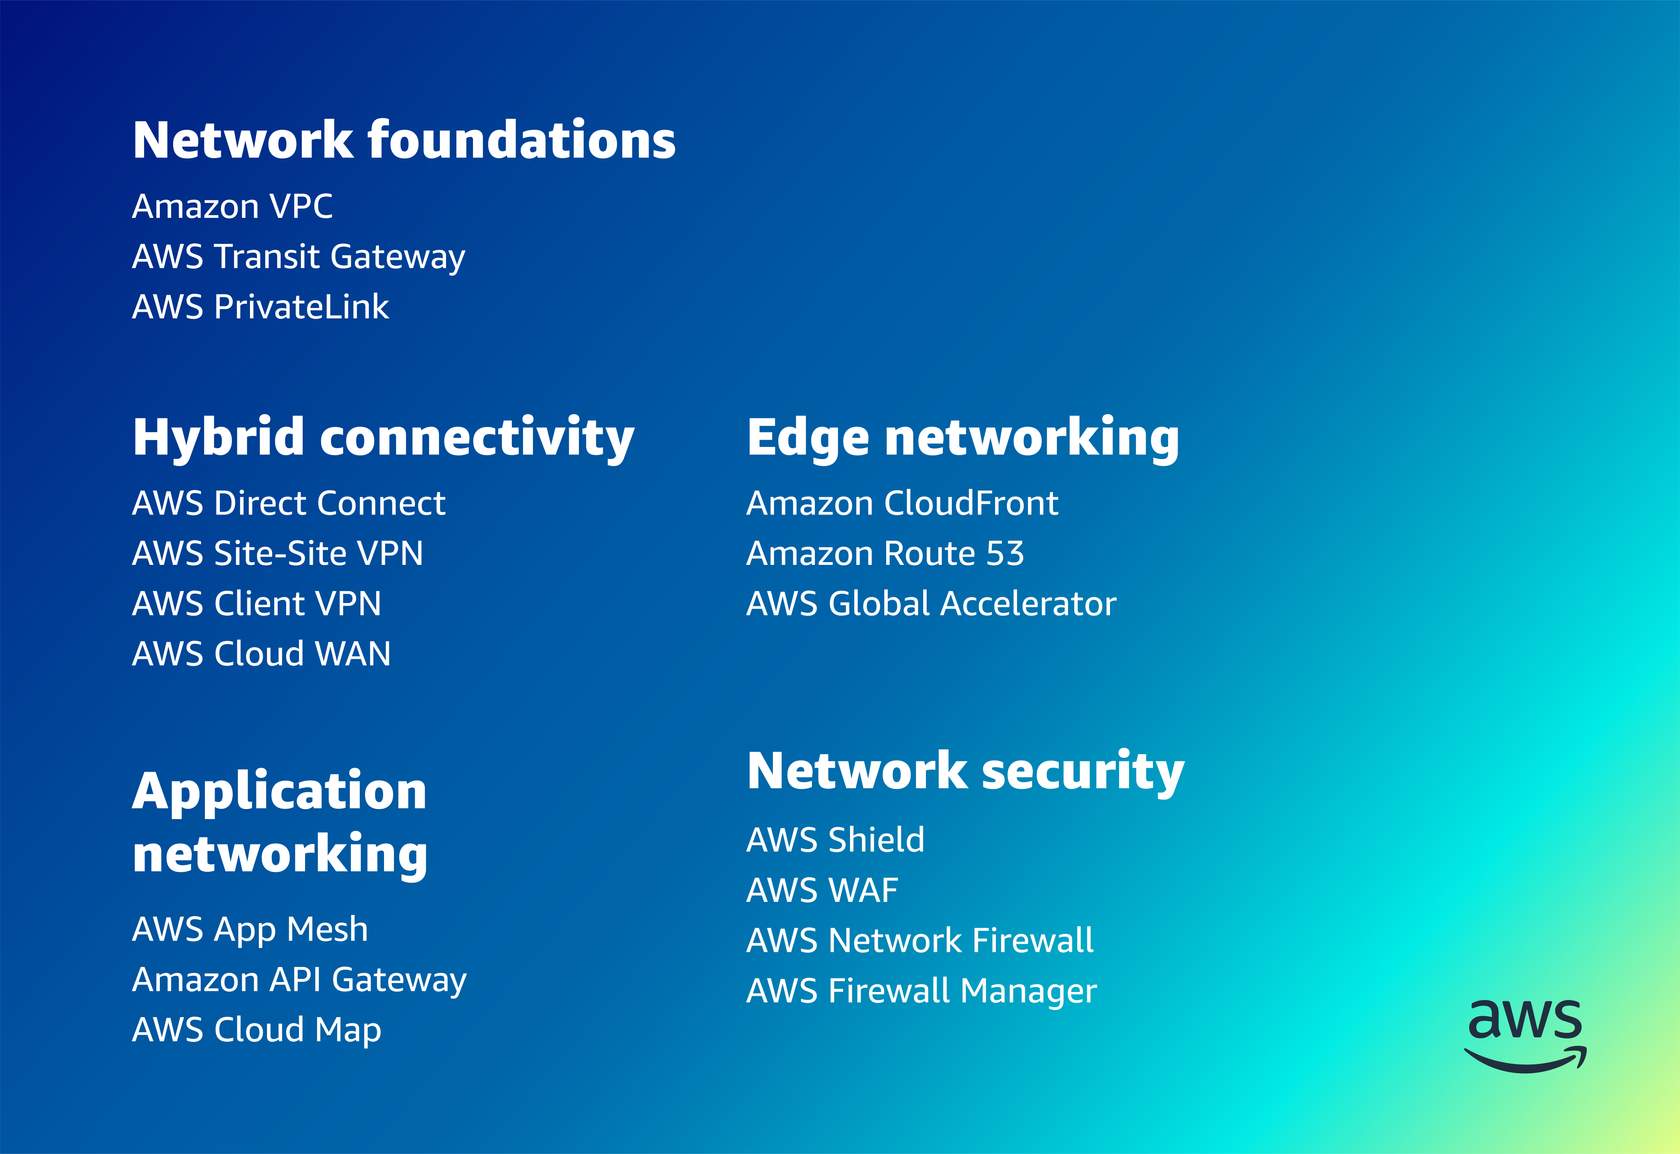 Network foundations
Amazon VPC
AWS Transit Gateway
AWS PrivateLink
Hybrid connectivity
AWS Direct Connect
AWS Site-Site VPN
AWS Client VPN
AWS Cloud WAN
Edge networking
Amazon CloudFront
Amazon Route 53
AWS Global Accelerator
Application
networking
AWS App Mesh
Amazon API Gateway
AWS Cloud Map
Network security
AWS Shield
AWS WAF
AWS Network Firewall
AWS Firewall Manager
aws